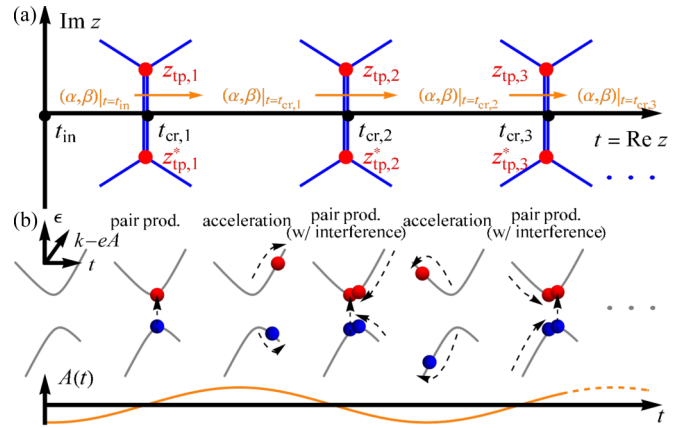 (a)
Im z
z_tp,1 z_tp,2 z_tp,3
(α,β)|_t=t_in (α,β)|_t=t_cr,1 (α,β)|_t=t_cr,2 (α,β)|_t=t_cr,3
t_in t_cr,1 t_cr,2 t_cr,3 t = Re z
z*_tp,1 z*_tp,2 z*_tp,3
(b)
ϵ
k−eA
t
pair prod.
acceleration
pair prod.
(w/ interference)
acceleration
pair prod.
(w/ interference)
A(t)
t